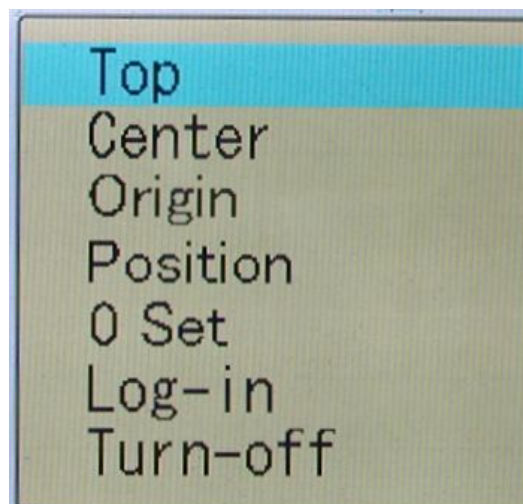 Top
Center
Origin
Position
0 Set
Log-in
Turn-off